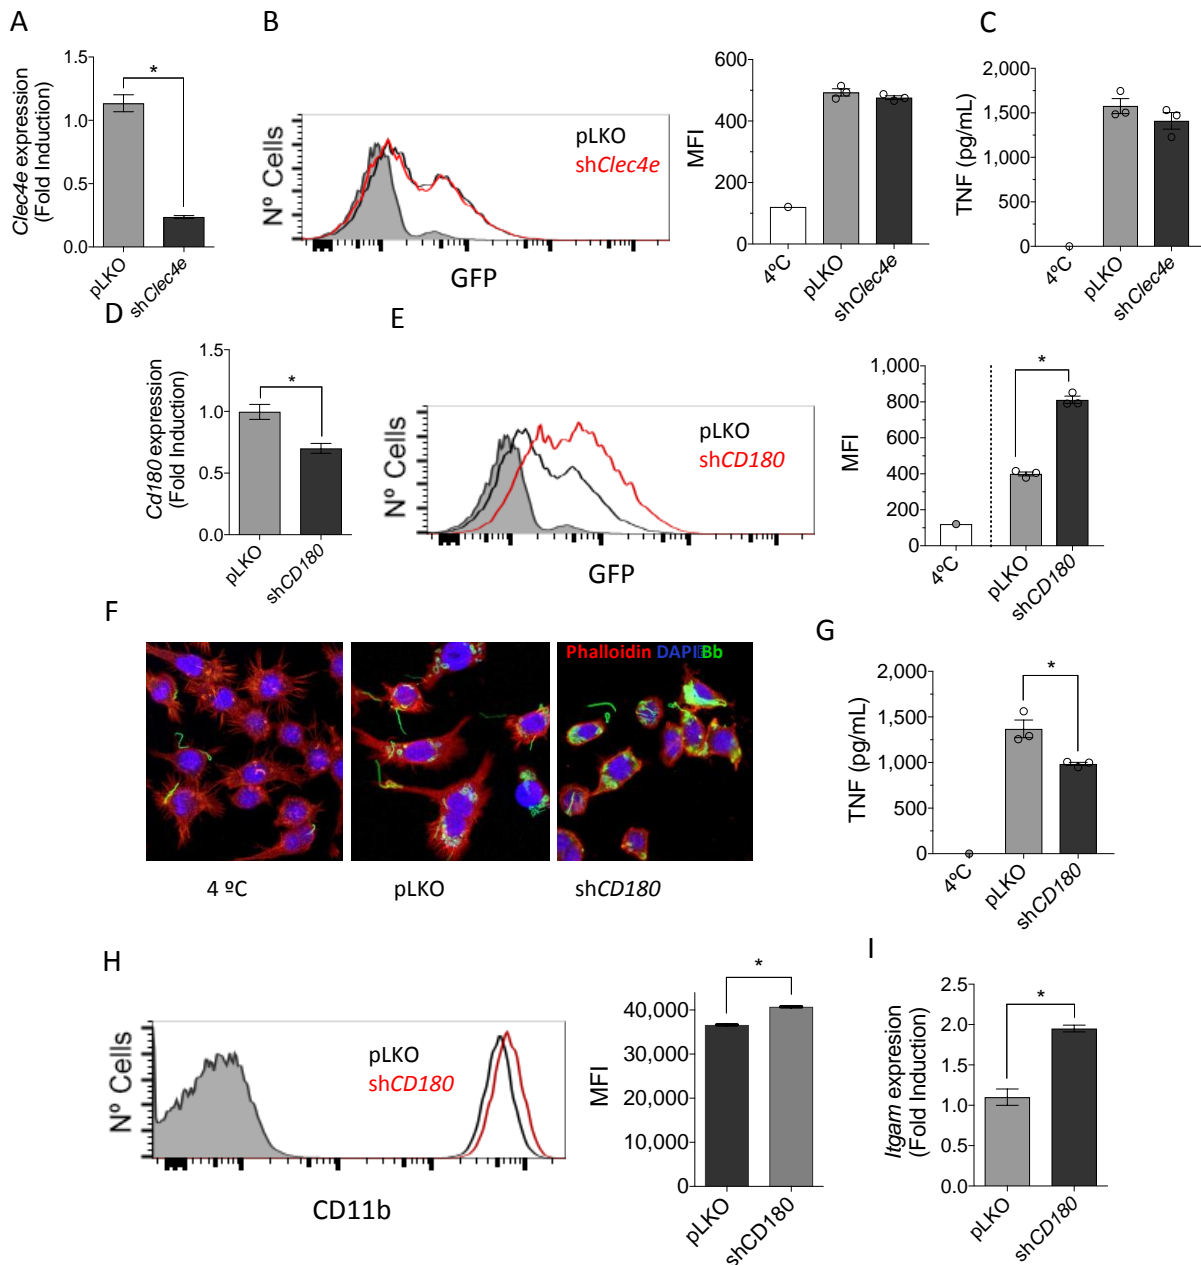 A
Clec4e expression
(Fold Induction)
1.5
1.0
0.5
0.0
*
pLKO
shClec4e
B
Nº Cells
pLKO
shClec4e
GFP
MFI
600
400
200
0
4ºC
pLKO
shClec4e
C
TNF (pg/mL)
2,000
1,500
1,000
500
0
4ºC
pLKO
shClec4e
D
Cd180 expression
(Fold Induction)
1.5
1.0
0.5
0.0
*
pLKO
shCD180
E
Nº Cells
pLKO
shCD180
GFP
MFI
1,000
800
600
400
200
0
*
4ºC
pLKO
shCD180
F
Phalloidin DAPI Bb
4 ºC
pLKO
shCD180
G
TNF (pg/mL)
2,000
1,500
1,000
500
0
*
4ºC
pLKO
shCD180
H
Nº Cells
pLKO
shCD180
CD11b
MFI
40,000
30,000
20,000
10,000
0
*
pLKO
shCD180
I
Itgam expresion
(Fold Induction)
2.5
2.0
1.5
1.0
0.5
0.0
*
pLKO
shCD180